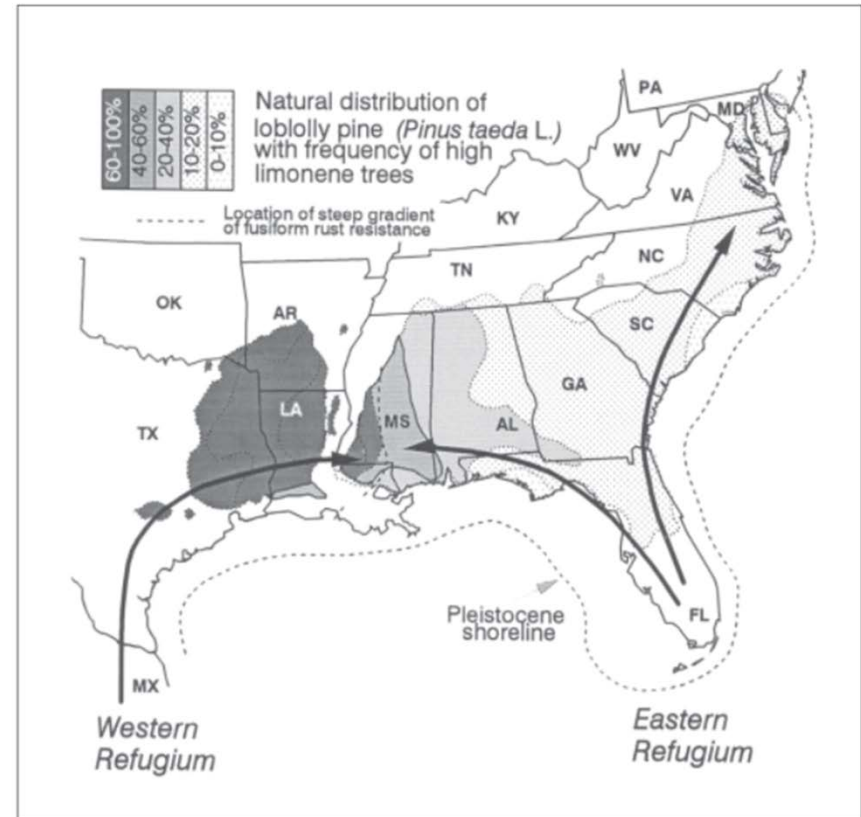 60-100%
40-60%
20-40%
10-20%
0-10%
Natural distribution of
loblolly pine (Pinus taeda L.)
with frequency of high
limonene trees
Location of steep gradient
of fusiform rust resistance
PA
MD
WV
VA
KY
NC
TN
OK
AR
SC
GA
LA
MS
AL
TX
Pleistocene
shoreline
FL
MX
Western
Refugium
Eastern
Refugium